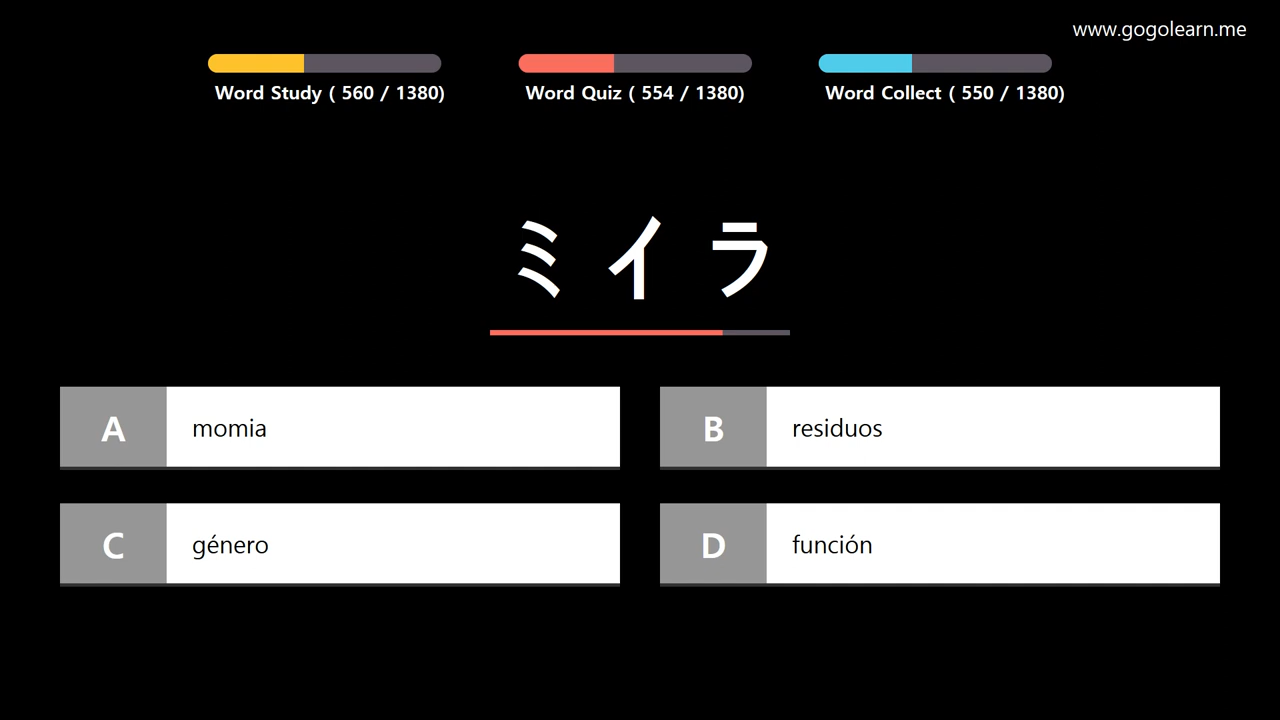 www.gogolearn.me
Word Study ( 560 / 1380)
Word Quiz ( 554 / 1380)
Word Collect ( 550 / 1380)
ミイラ
A momia
B residuos
C género
D función